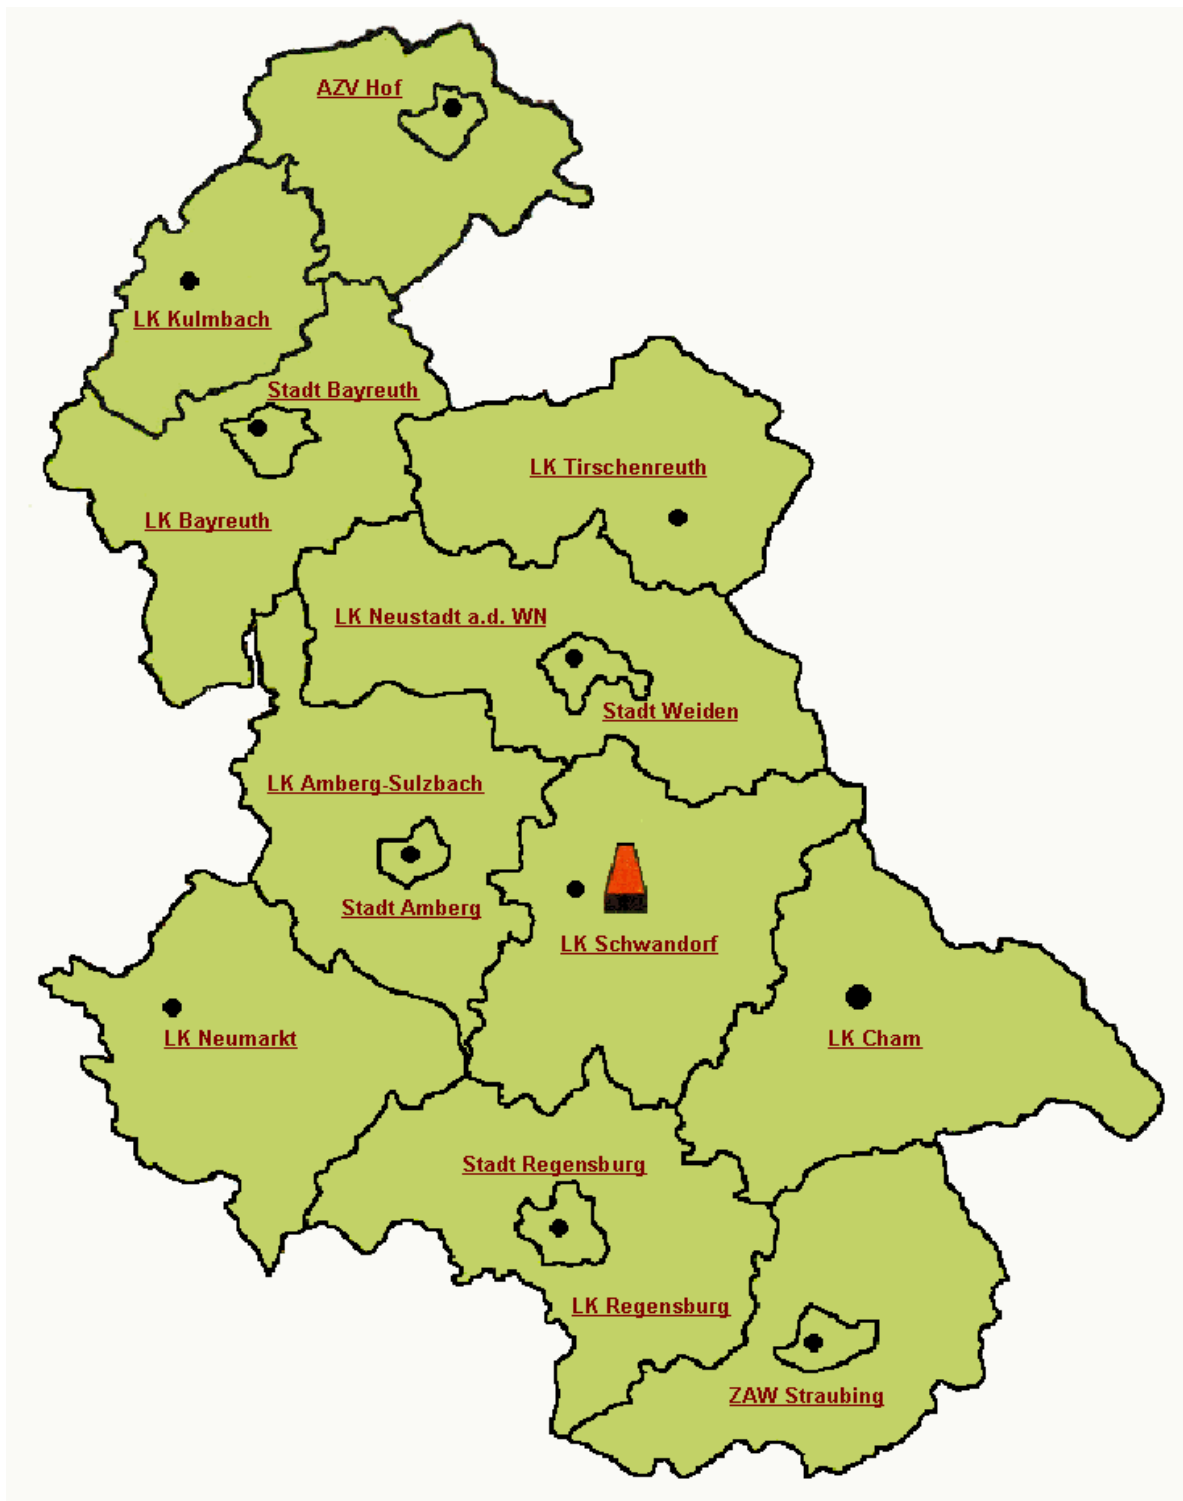 AZV Hof
LK Kulmbach
Stadt Bayreuth
LK Tirschenreuth
LK Bayreuth
LK Neustadt a.d. WN
Stadt Weiden
LK Amberg-Sulzbach
Stadt Amberg
LK Schwandorf
LK Neumarkt
LK Cham
Stadt Regensburg
LK Regensburg
ZAW Straubing